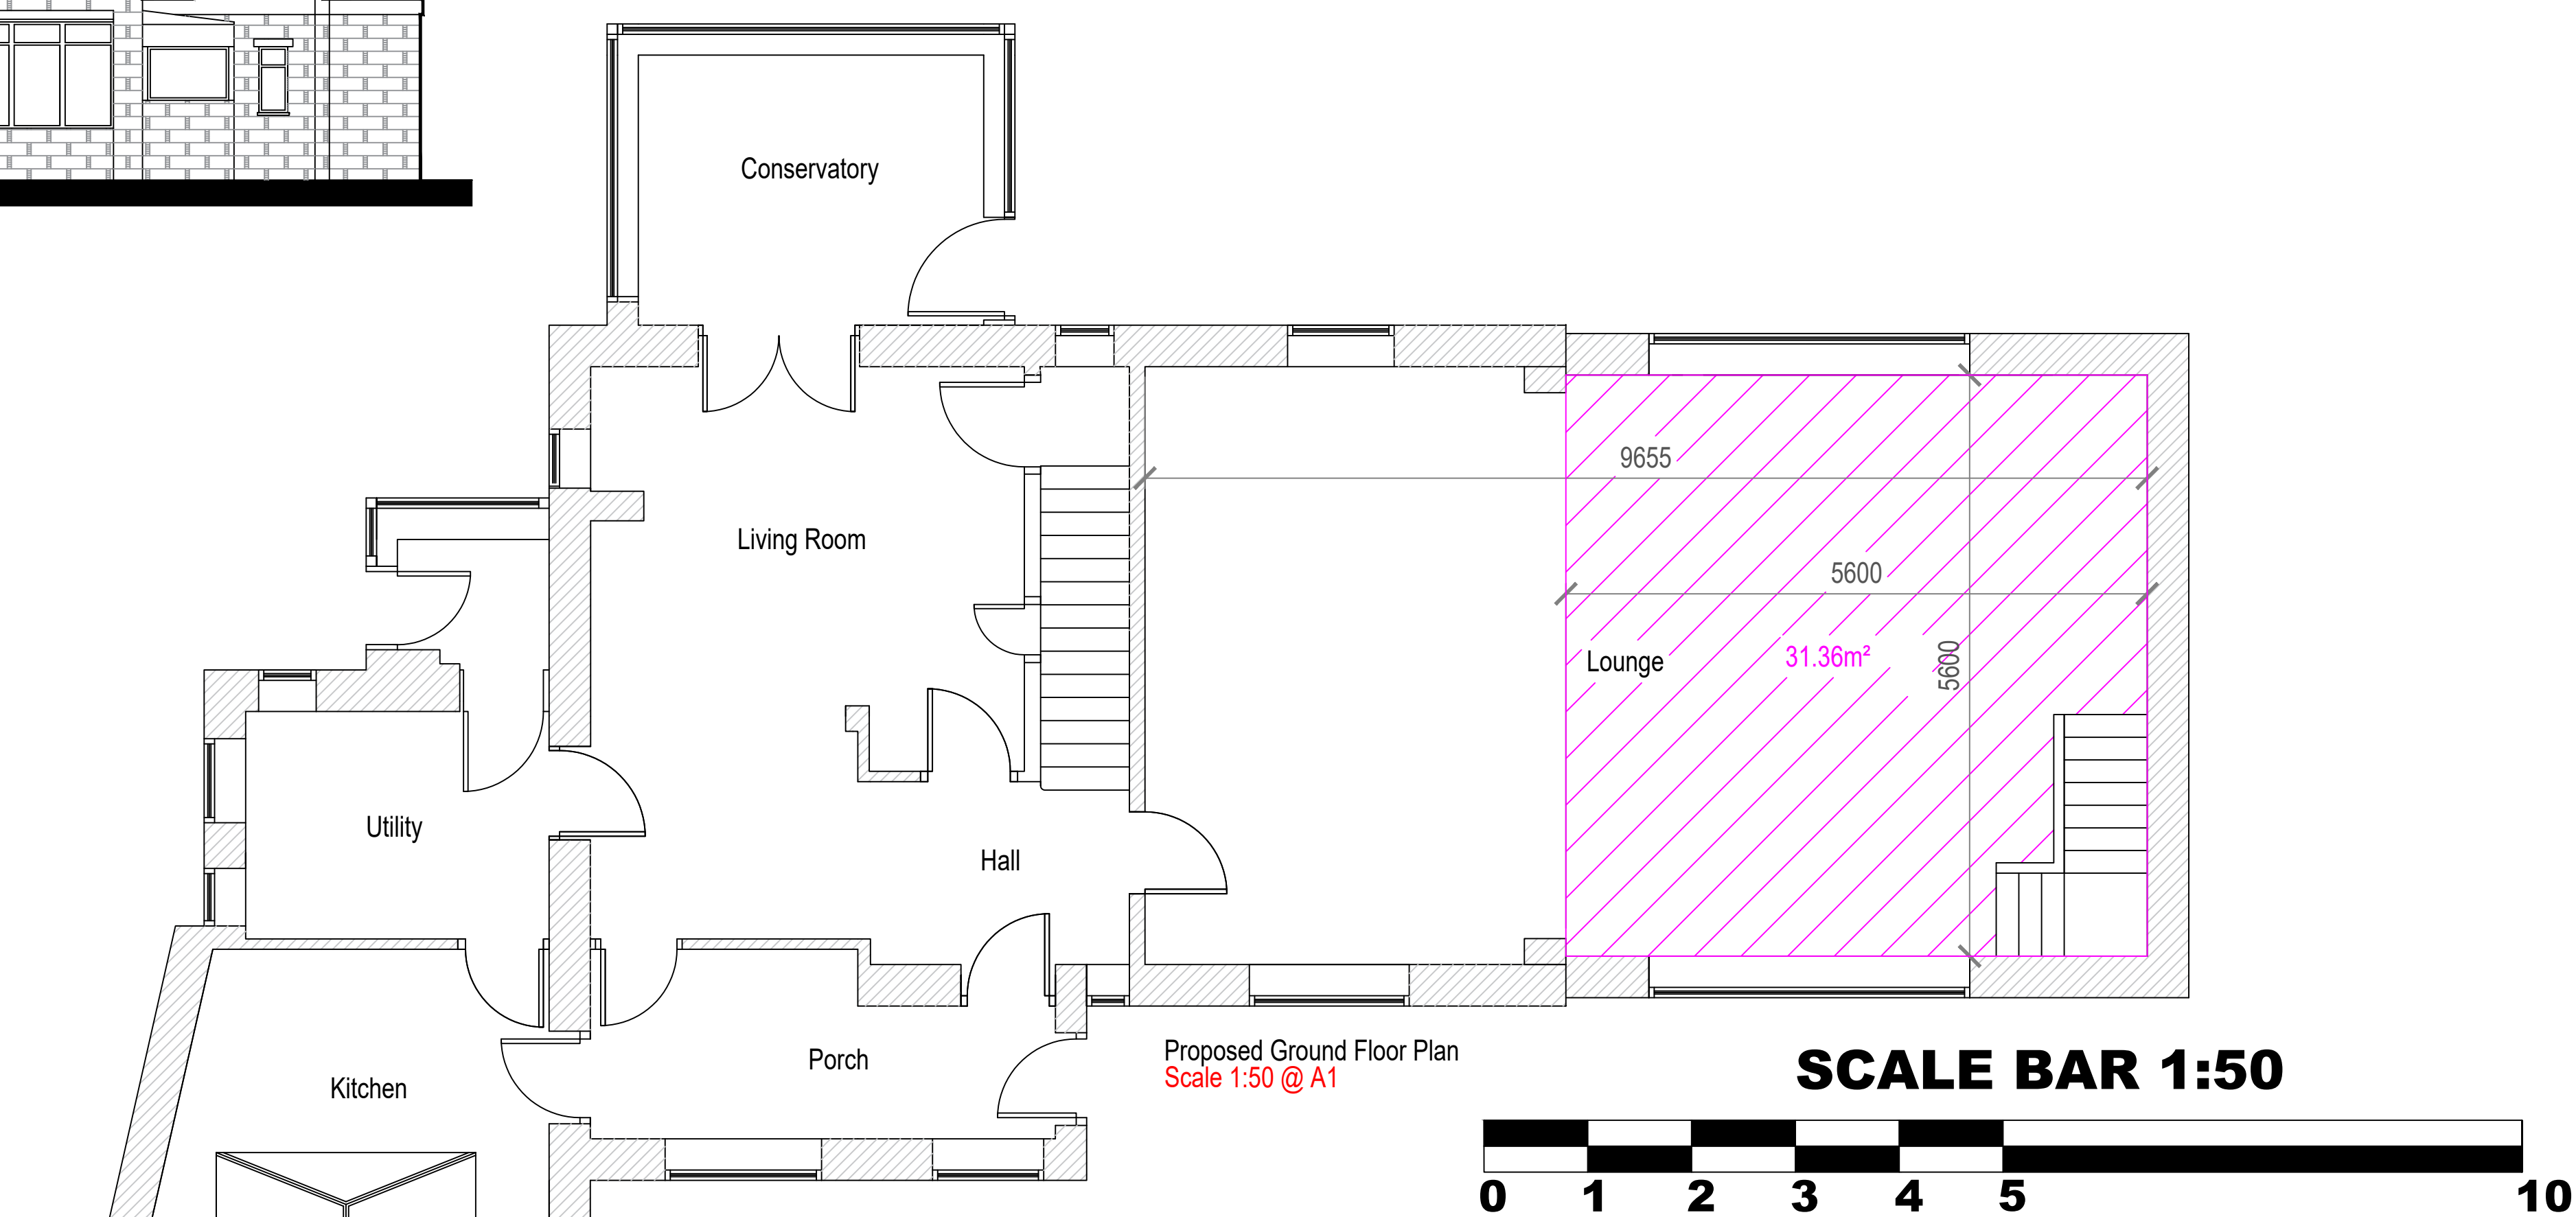 Conservatory
9655
Living Room
5600
Lounge
31.36m²
5600
Utility
Hall
Proposed Ground Floor Plan
Scale 1:50 @ A1
Porch
Kitchen
SCALE BAR 1:50
0 1 2 3 4 5 10